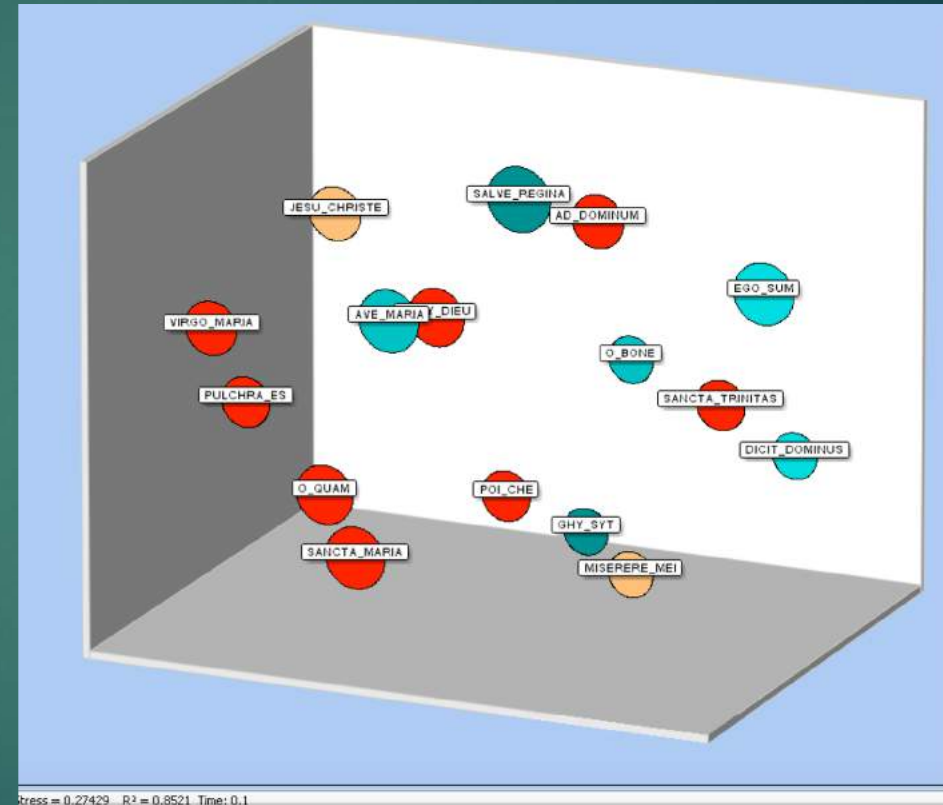 SALVE_REGINA
JESU_CHRISTE
AD_DOMINUM
EGO_SUM
AVE_MARIA
Y_DIEU
VIRGO_MARIA
O_BONE
PULCHRA_ES
SANCTA_TRINITAS
DICIT_DOMINUS
O_QUAM
POI_CHE
GHY_SYT
SANCTA_MARIA
MISERERE_MEI
Stress = 0.27429 R² = 0.8521 Time: 0.1